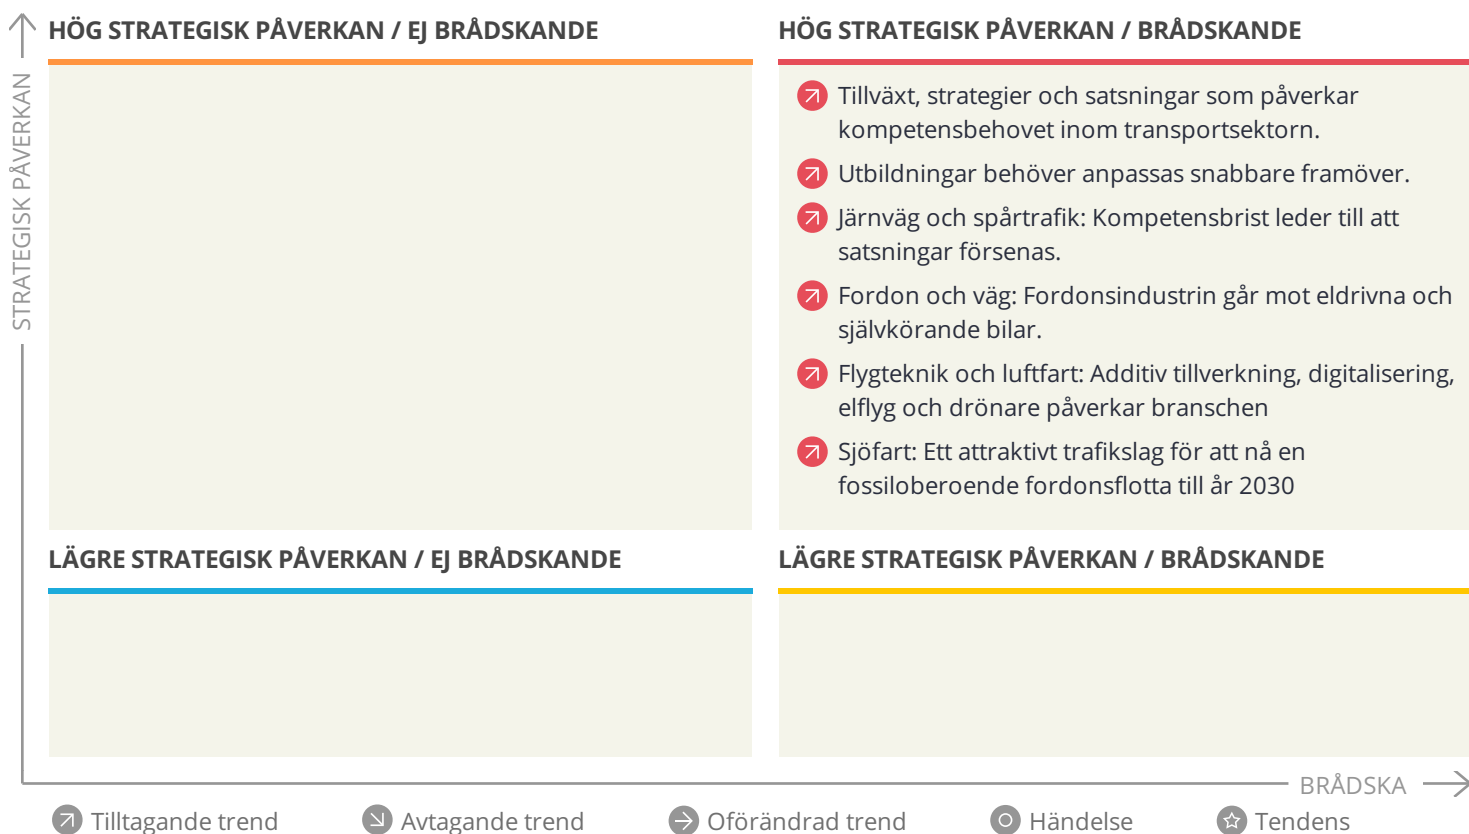 HÖG STRATEGISK PÅVERKAN / EJ BRÅDSKANDE
HÖG STRATEGISK PÅVERKAN / BRÅDSKANDE
STRATEGISK PÅVERKAN
Tillväxt, strategier och satsningar som påverkar
kompetensbehovet inom transportsektorn.
Utbildningar behöver anpassas snabbare framöver.
Järnväg och spårtrafik: Kompetensbrist leder till att
satsningar försenas.
Fordon och väg: Fordonsindustrin går mot eldrivna och
självkörande bilar.
Flygteknik och luftfart: Additiv tillverkning, digitalisering,
elflyg och drönare påverkar branschen
Sjöfart: Ett attraktivt trafikslag för att nå en
fossiloberoende fordonsflotta till år 2030
LÄGRE STRATEGISK PÅVERKAN / EJ BRÅDSKANDE
LÄGRE STRATEGISK PÅVERKAN / BRÅDSKANDE
BRÅDSKA
Tilltagande trend
Avtagande trend
Oförändrad trend
Händelse
Tendens